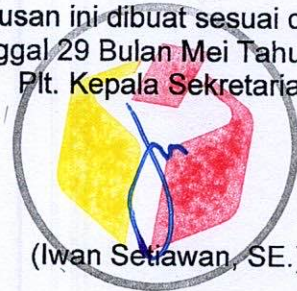 usan ini dibuat sesuai d
ggal 29 Bulan Mei Tahu
Plt. Kepala Sekretaria
(Iwan Setiawan, SE.